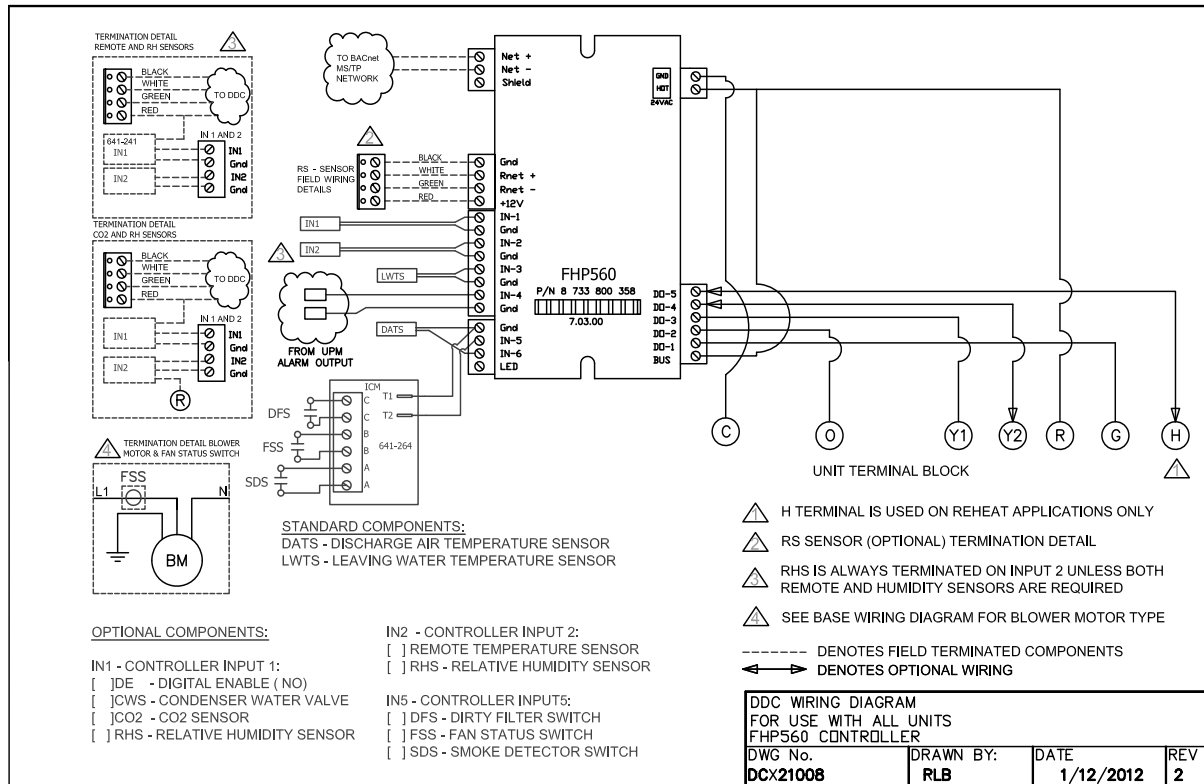 TERMINATION DETAIL
REMOTE AND RH SENSORS
3
BLACK
WHITE
GREEN
RED
TO DDC
641-241
IN1
IN2
IN 1 AND 2
IN1
Gnd
IN2
Gnd
TERMINATION DETAIL
CO2 AND RH SENSORS
BLACK
WHITE
GREEN
RED
TO DDC
IN1
IN2
IN 1 AND 2
IN1
Gnd
IN2
Gnd
R
4
TERMINATION DETAIL BLOWER
MOTOR & FAN STATUS SWITCH
FSS
L1
N
BM
TO BACnet
MS/TP
NETWORK
Net +
Net -
Shield
2
RS - SENSOR
FIELD WIRING
DETAILS
BLACK
WHITE
GREEN
RED
Gnd
Rnet +
Rnet -
+12V
IN1
IN2
3
LWTS
DATS
IN-1
Gnd
IN-2
Gnd
IN-3
Gnd
IN-4
Gnd
Gnd
IN-5
IN-6
LED
FROM UPM
ALARM OUTPUT
FHP560
P/N 8 733 800 358
7.03.00
GND
HOT
24VAC
DO-5
DO-4
DO-3
DO-2
DO-1
BUS
ICM
T1
T2
641-264
C
C
B
B
A
A
DFS
FSS
SDS
C
O
Y1
Y2
R
G
H
UNIT TERMINAL BLOCK
1
STANDARD COMPONENTS:
DATS - DISCHARGE AIR TEMPERATURE SENSOR
LWTS - LEAVING WATER TEMPERATURE SENSOR
1 H TERMINAL IS USED ON REHEAT APPLICATIONS ONLY
2 RS SENSOR (OPTIONAL) TERMINATION DETAIL
3 RHS IS ALWAYS TERMINATED ON INPUT 2 UNLESS BOTH
REMOTE AND HUMIDITY SENSORS ARE REQUIRED
4 SEE BASE WIRING DIAGRAM FOR BLOWER MOTOR TYPE
DENOTES FIELD TERMINATED COMPONENTS
DENOTES OPTIONAL WIRING
OPTIONAL COMPONENTS:
IN1 - CONTROLLER INPUT 1:
[ ]DE - DIGITAL ENABLE ( NO)
[ ]CWS - CONDENSER WATER VALVE
[ ]CO2 - CO2 SENSOR
[ ] RHS - RELATIVE HUMIDITY SENSOR
IN2 - CONTROLLER INPUT 2:
[ ] REMOTE TEMPERATURE SENSOR
[ ] RHS - RELATIVE HUMIDITY SENSOR
IN5 - CONTROLLER INPUT5:
[ ] DFS - DIRTY FILTER SWITCH
[ ] FSS - FAN STATUS SWITCH
[ ] SDS - SMOKE DETECTOR SWITCH
DDC WIRING DIAGRAM
FOR USE WITH ALL UNITS
FHP560 CONTROLLER
DWG No.
DCX21008
DRAWN BY:
RLB
DATE
1/12/2012
REV
2